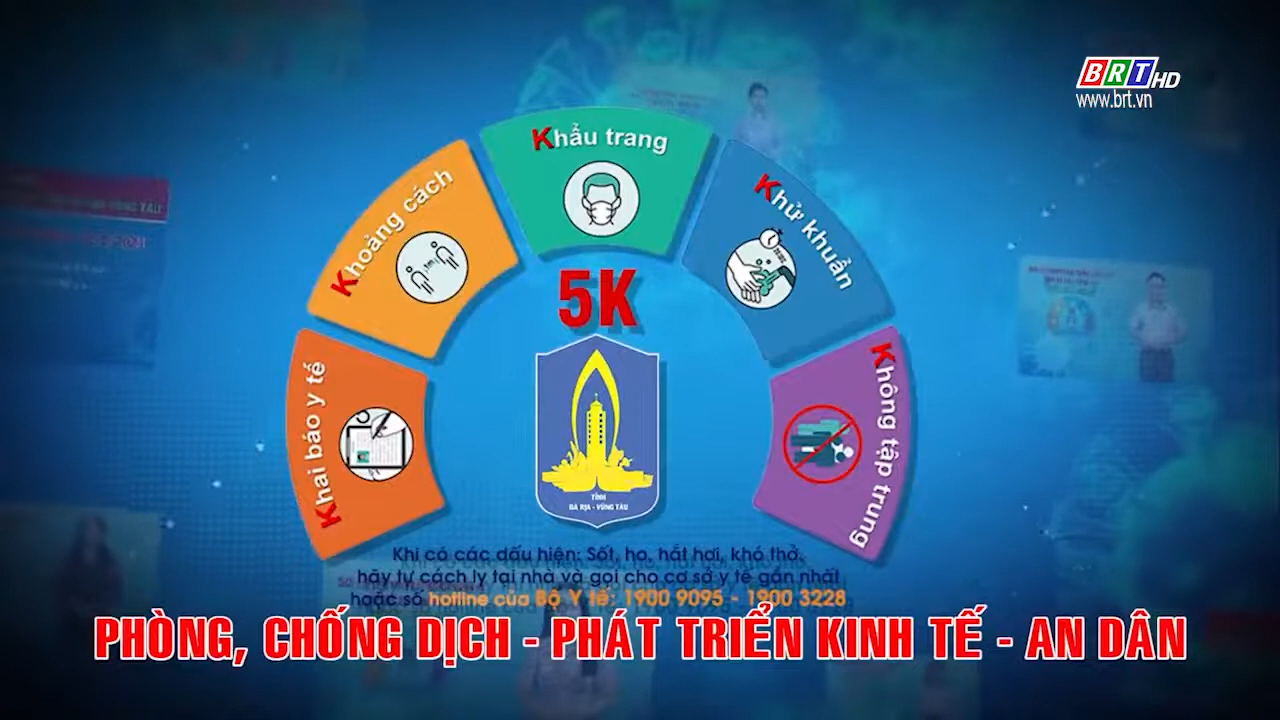 BRT HD
www.brt.vn
Khẩu trang
Khoảng cách
Khử khuẩn
Khai báo y tế
Không tập trung
5K
TỈNH
BÀ RỊA - VŨNG TÀU
Khi có các dấu hiện: Sốt, ho, hắt hơi, khó thở,
hãy tự cách ly tại nhà và gọi cho cơ sở y tế gần nhất
hoặc số hotline của Bộ Y tế: 1900 9095 - 1900 3228
PHÒNG, CHỐNG DỊCH - PHÁT TRIỂN KINH TẾ - AN DÂN